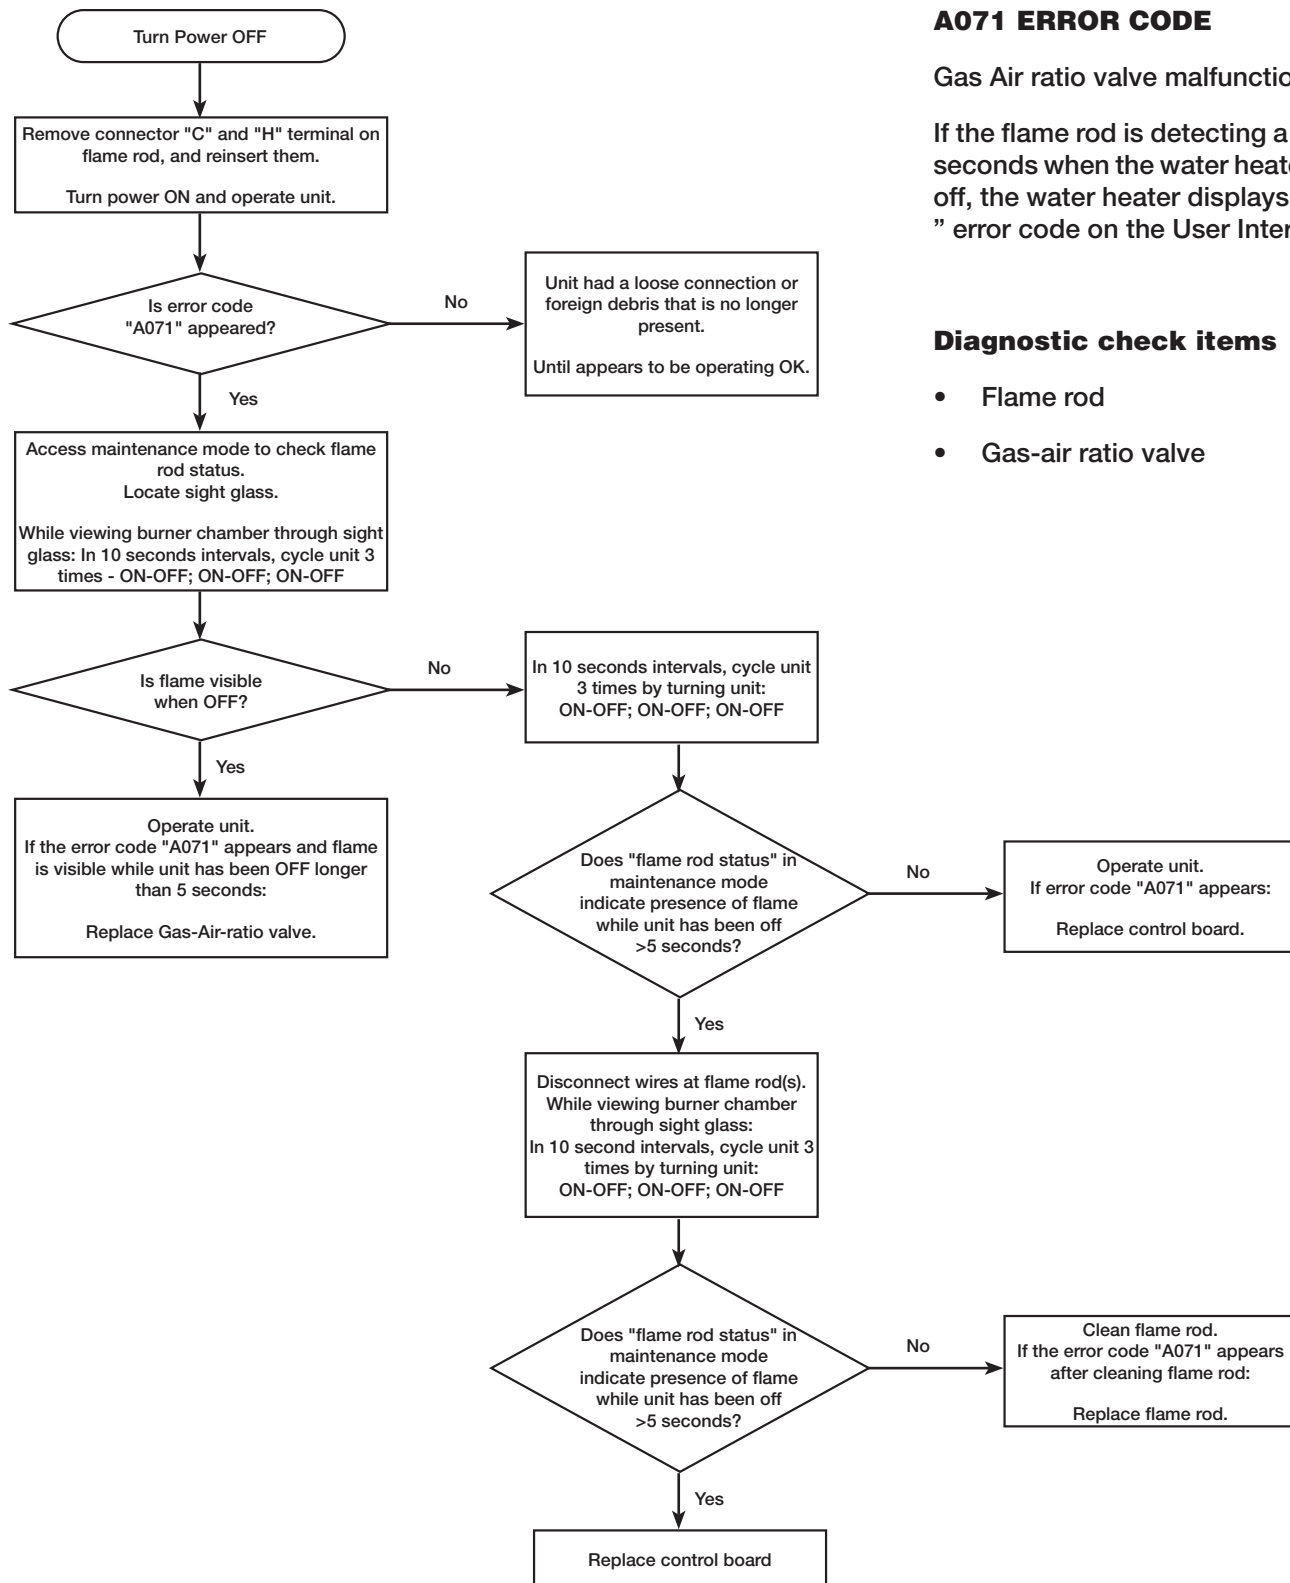 Turn Power OFF
Remove connector "C" and "H" terminal on
flame rod, and reinsert them.
Turn power ON and operate unit.
Is error code
"A071" appeared?
No
Unit had a loose connection or
foreign debris that is no longer
present.
Until appears to be operating OK.
Yes
Access maintenance mode to check flame
rod status.
Locate sight glass.
While viewing burner chamber through sight
glass: In 10 seconds intervals, cycle unit 3
times - ON-OFF; ON-OFF; ON-OFF
Is flame visible
when OFF?
No
In 10 seconds intervals, cycle unit
3 times by turning unit:
ON-OFF; ON-OFF; ON-OFF
Yes
Operate unit.
If the error code "A071" appears and flame
is visible while unit has been OFF longer
than 5 seconds:
Replace Gas-Air-ratio valve.
Does "flame rod status" in
maintenance mode
indicate presence of flame
while unit has been off
>5 seconds?
No
Operate unit.
If error code "A071" appears:
Replace control board.
Yes
Disconnect wires at flame rod(s).
While viewing burner chamber
through sight glass:
In 10 second intervals, cycle unit 3
times by turning unit:
ON-OFF; ON-OFF; ON-OFF
Does "flame rod status" in
maintenance mode
indicate presence of flame
while unit has been off
>5 seconds?
No
Clean flame rod.
If the error code "A071" appears
after cleaning flame rod:
Replace flame rod.
Yes
Replace control board
A071 ERROR CODE
Gas Air ratio valve
If the flame rod is detecting a
seconds when the water
off, the water heater displays
” error code on the User
Diagnostic check items
• Flame rod
• Gas-air ratio valve